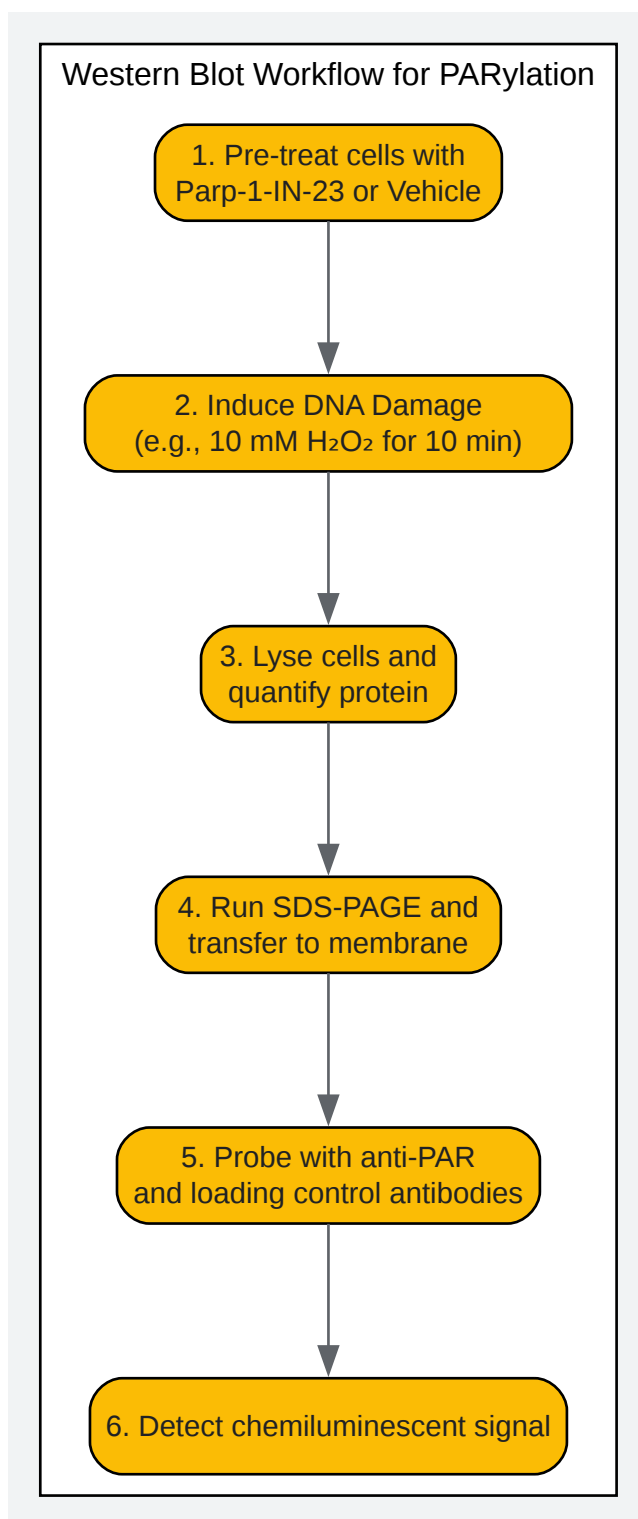 Western Blot Workflow for PARylation
1. Pre-treat cells with
Parp-1-IN-23 or Vehicle
2. Induce DNA Damage
(e.g., 10 mM H₂O₂ for 10 min)
3. Lyse cells and
quantify protein
4. Run SDS-PAGE and
transfer to membrane
5. Probe with anti-PAR
and loading control antibodies
6. Detect chemiluminescent signal